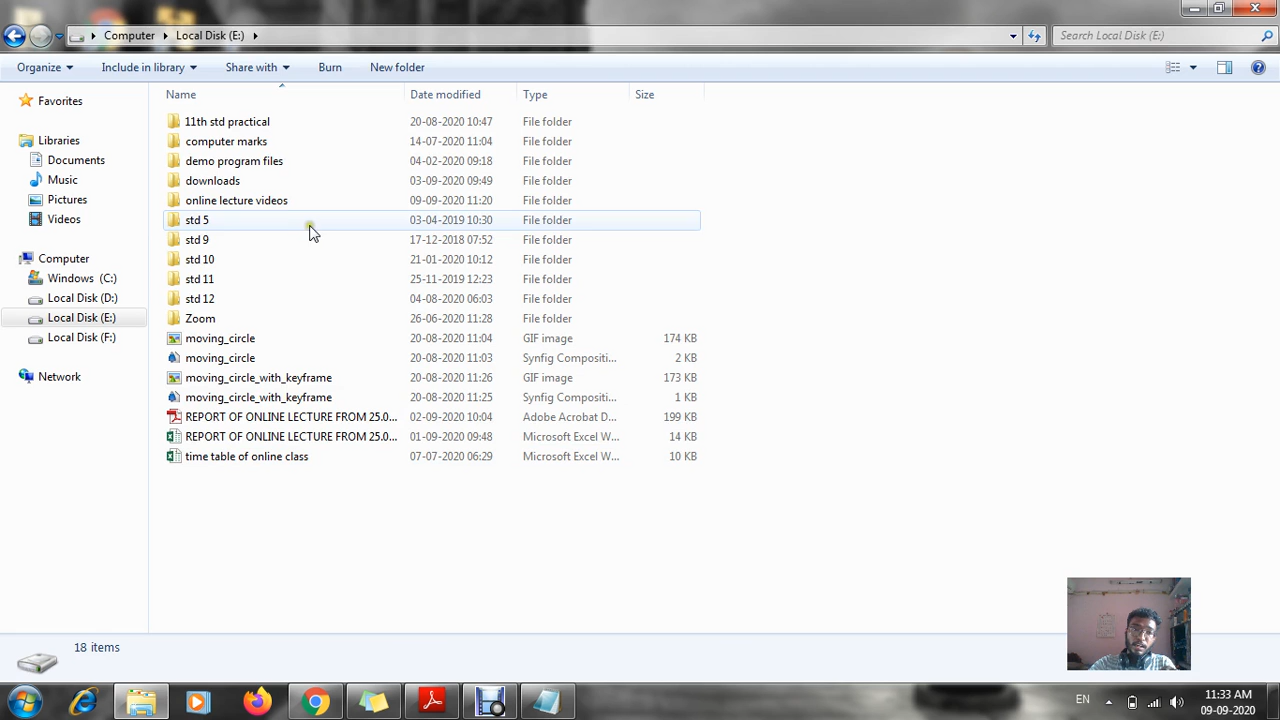 Computer Local Disk (E:) Search Local Disk (E:)
Organize Include in library Share with Burn New folder
Name Date modified Type Size
Favorites
Libraries
Documents
Music
Pictures
Videos
Computer
Windows (C:)
Local Disk (D:)
Local Disk (E:)
Local Disk (F:)
Network
11th std practical 20-08-2020 10:47 File folder
computer marks 14-07-2020 11:04 File folder
demo program files 04-02-2020 09:18 File folder
downloads 03-09-2020 09:49 File folder
online lecture videos 09-09-2020 11:20 File folder
std 5 03-04-2019 10:30 File folder
std 9 17-12-2018 07:52 File folder
std 10 21-01-2020 10:12 File folder
std 11 25-11-2019 12:23 File folder
std 12 04-08-2020 06:03 File folder
Zoom 26-06-2020 11:28 File folder
moving_circle 20-08-2020 11:04 GIF image 174 KB
moving_circle 20-08-2020 11:03 Synfig Compositi... 2 KB
moving_circle_with_keyframe 20-08-2020 11:26 GIF image 173 KB
moving_circle_with_keyframe 20-08-2020 11:25 Synfig Compositi... 1 KB
REPORT OF ONLINE LECTURE FROM 25.0... 02-09-2020 10:04 Adobe Acrobat D... 199 KB
REPORT OF ONLINE LECTURE FROM 25.0... 01-09-2020 09:48 Microsoft Excel W... 14 KB
time table of online class 07-07-2020 06:29 Microsoft Excel W... 10 KB
18 items
EN
11:33 AM
09-09-2020